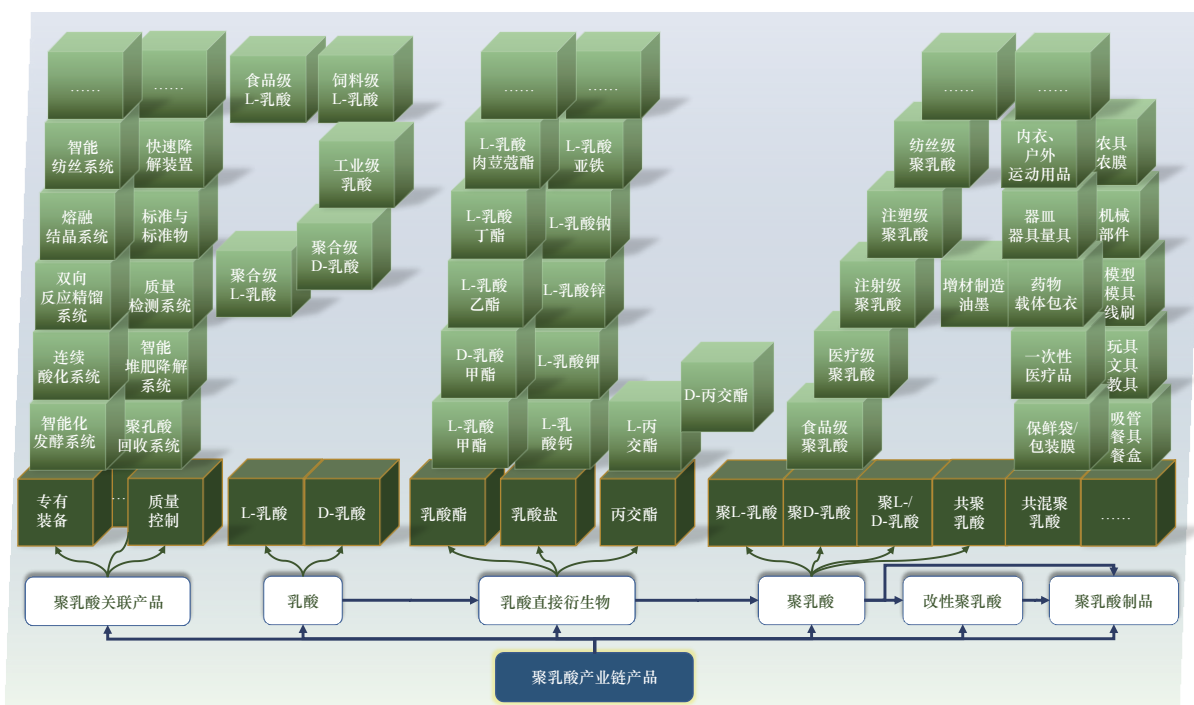 ……
……
食品级
L-乳酸
饲料级
L-乳酸
……
……
……
……
智能
纺丝系统
快速降
解装置
工业级
乳酸
L-乳酸
肉荳蔻酯
L-乳酸
亚铁
纺丝级
聚乳酸
内衣、
户外
运动用品
农具
农膜
熔融
结晶系统
标准与
标准物
聚合级
D-乳酸
L-乳酸
丁酯
L-乳酸钠
注塑级
聚乳酸
器皿
器具量具
机械
部件
双向
反应精馏
系统
质量
检测系统
聚合级
L-乳酸
L-乳酸
乙酯
L-乳酸锌
注射级
聚乳酸
增材制造
油墨
药物
载体包衣
模型
模具
线刷
连续
酸化系统
智能
堆肥降解
系统
D-乳酸
甲酯
L-乳酸钾
D-丙交酯
医疗级
聚乳酸
一次性
医疗品
玩具
文具
教具
智能化
发酵系统
聚孔酸
回收系统
L-乳酸
甲酯
L-乳
酸钙
L-丙
交酯
食品级
聚乳酸
保鲜袋/
包装膜
吸管
餐具
餐盒
专有
装备
…
质量
控制
L-乳酸
D-乳酸
乳酸酯
乳酸盐
丙交酯
聚L-乳酸
聚D-乳酸
聚L-/
D-乳酸
共聚
乳酸
共混聚
乳酸
……
聚乳酸关联产品
乳酸
乳酸直接衍生物
聚乳酸
改性聚乳酸
聚乳酸制品
聚乳酸产业链产品